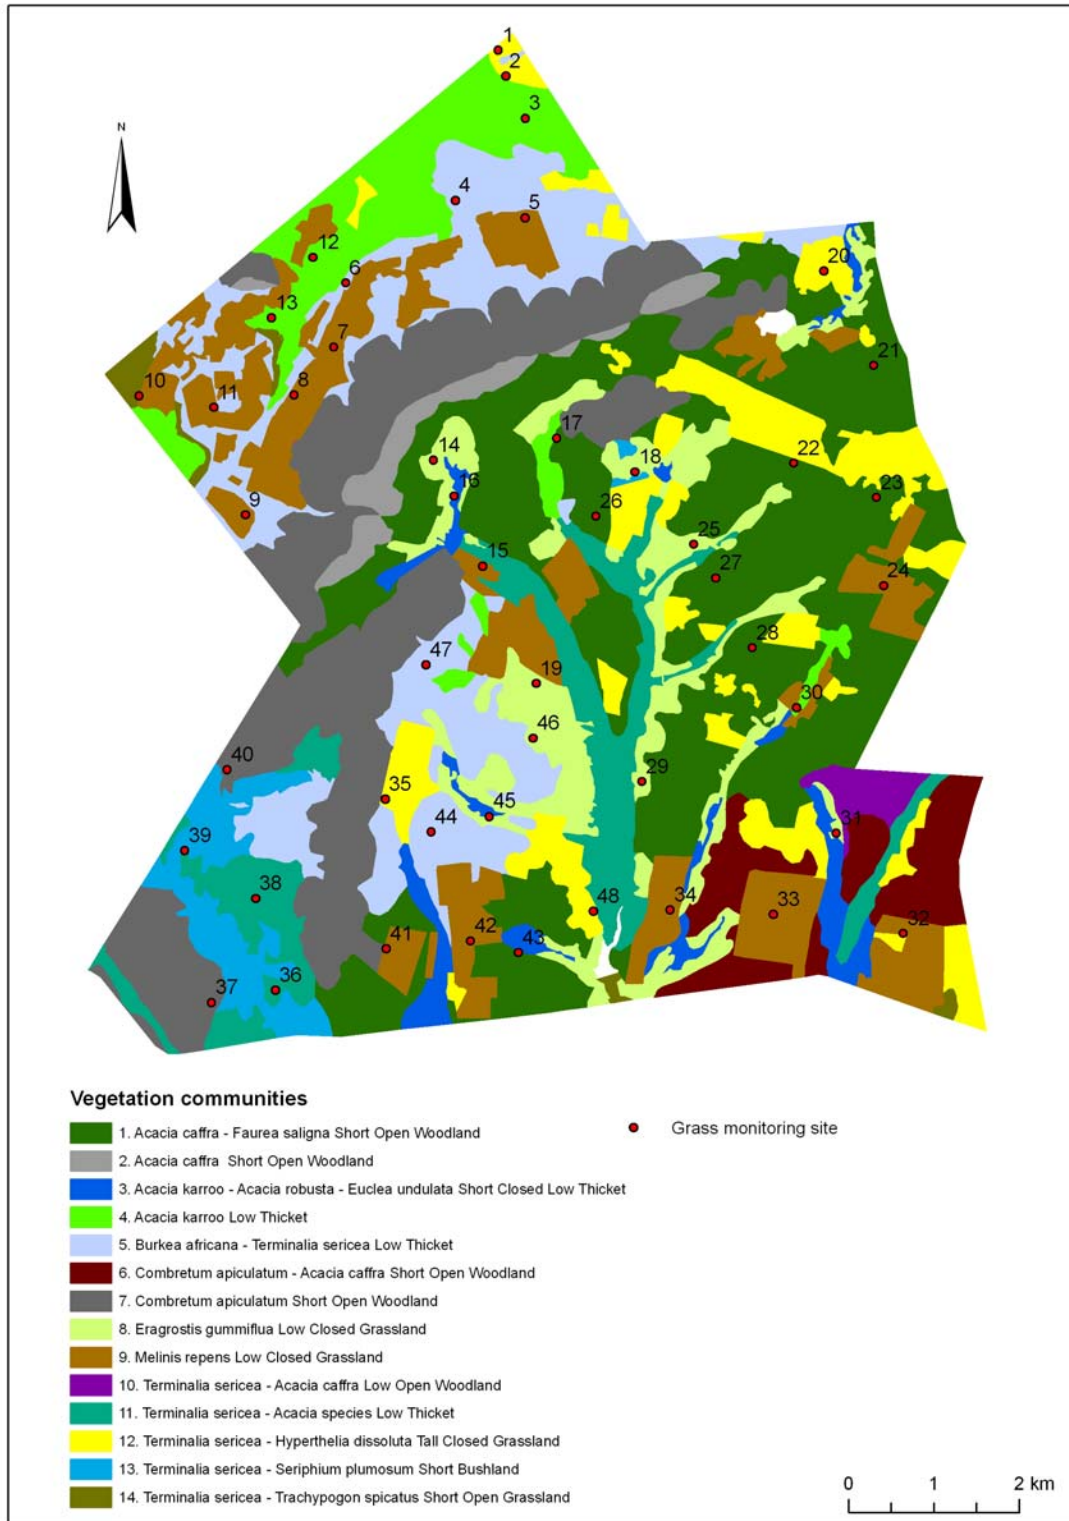 1
2
3
N
4
5
12
6
20
13
7
21
10
11
8
17
14
18
22
16
23
9
26
25
15
27
24
28
47
19
30
46
40
29
35
45
31
44
39
38
48
34
33
32
41
42
43
36
37
Vegetation communities
1. Acacia caffra - Faurea saligna Short Open Woodland
Grass monitoring site
2. Acacia caffra Short Open Woodland
3. Acacia karroo - Acacia robusta - Euclea undulata Short Closed Low Thicket
4. Acacia karroo Low Thicket
5. Burkea africana - Terminalia sericea Low Thicket
6. Combretum apiculatum - Acacia caffra Short Open Woodland
7. Combretum apiculatum Short Open Woodland
8. Eragrostis gummiflua Low Closed Grassland
9. Melinis repens Low Closed Grassland
10. Terminalia sericea - Acacia caffra Low Open Woodland
11. Terminalia sericea - Acacia species Low Thicket
12. Terminalia sericea - Hyperthelia dissoluta Tall Closed Grassland
13. Terminalia sericea - Seriphium plumosum Short Bushland
14. Terminalia sericea - Trachypogon spicatus Short Open Grassland
0 1 2 km